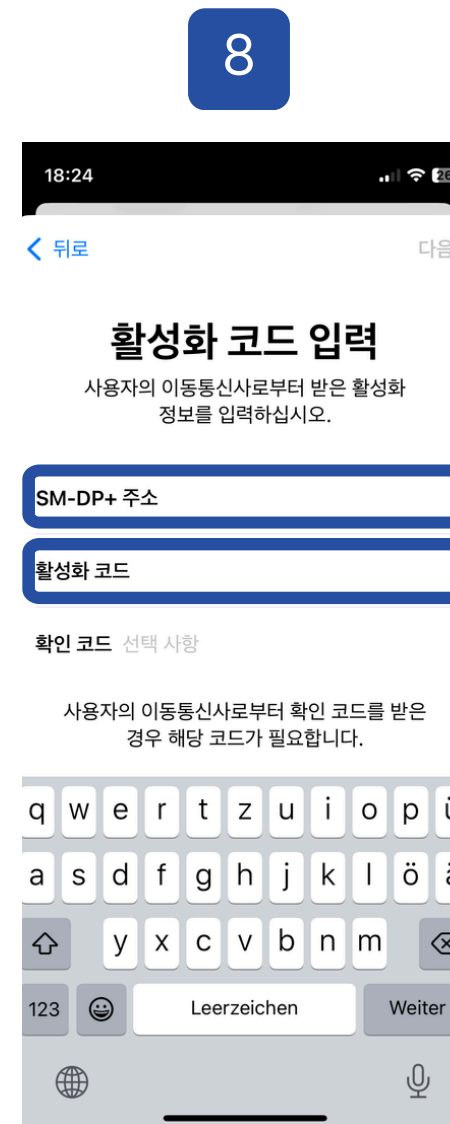 8
18:24
뒤로
다음
활성화 코드 입력
사용자의 이동통신사로부터 받은 활성화
정보를 입력하십시오.
SM-DP+ 주소
활성화 코드
확인 코드 선택 사항
사용자의 이동통신사로부터 확인 코드를 받은
경우 해당 코드가 필요합니다.
q w e r t z u i o p ü
a s d f g h j k l ö ä
y x c v b n m
123 Leerzeichen Weiter